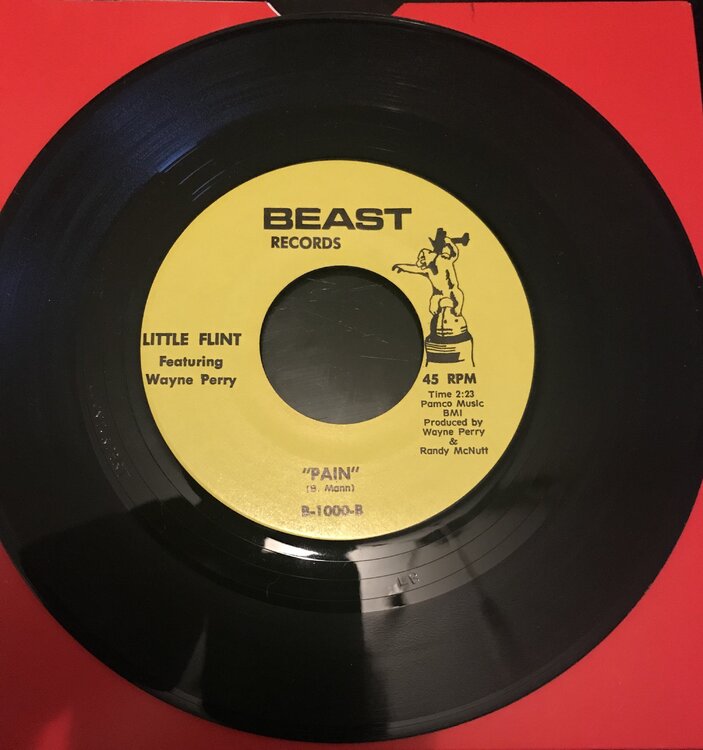 BEAST
RECORDS
LITTLE FLINT
Featuring
Wayne Perry
45 RPM
Time 2:23
Pamco Music
BMI
Produced by
Wayne Perry
&
Randy McNutt
"PAIN"
(B. Mann)
B-1000-B